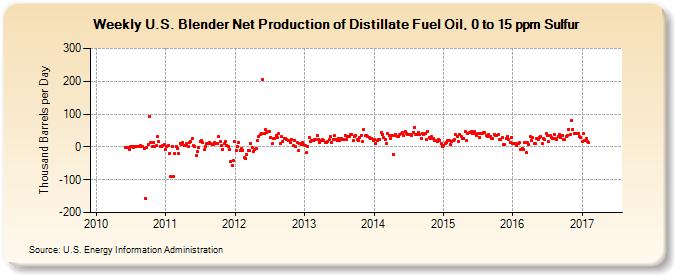 Weekly U.S. Blender Net Production of Distillate Fuel Oil, 0 to 15 ppm Sulfur
Thousand Barrels per Day
300
200
100
0
-100
-200
2010 2011 2012 2013 2014 2015 2016 2017
Source: U.S. Energy Information Administration